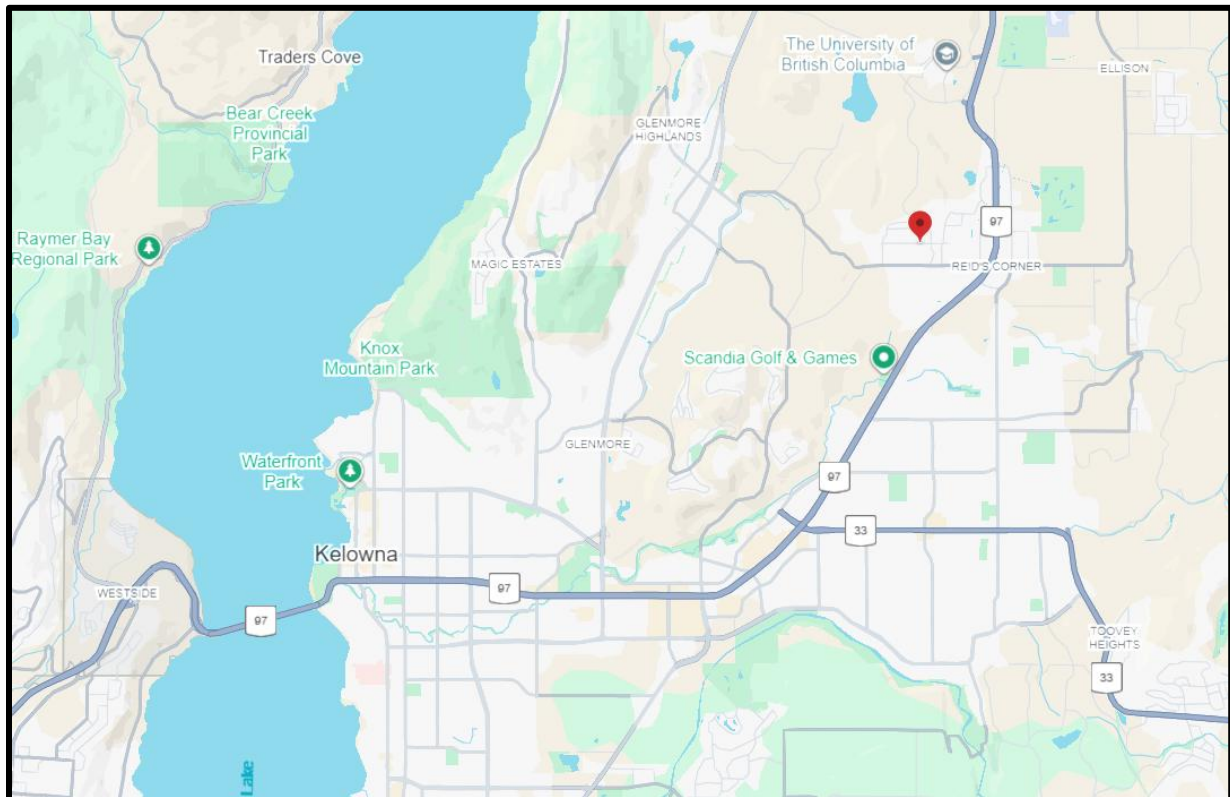 Traders Cove
The University of
British Columbia
ELLISON
Bear Creek
Provincial
Park
GLENMORE
HIGHLANDS
97
Raymer Bay
Regional Park
MAGIC ESTATES
REID'S CORNER
Knox
Mountain Park
Scandia Golf & Games
GLENMORE
Waterfront
Park
97
33
Kelowna
97
WESTSIDE
97
TOOVEY
HEIGHTS
33
Lake